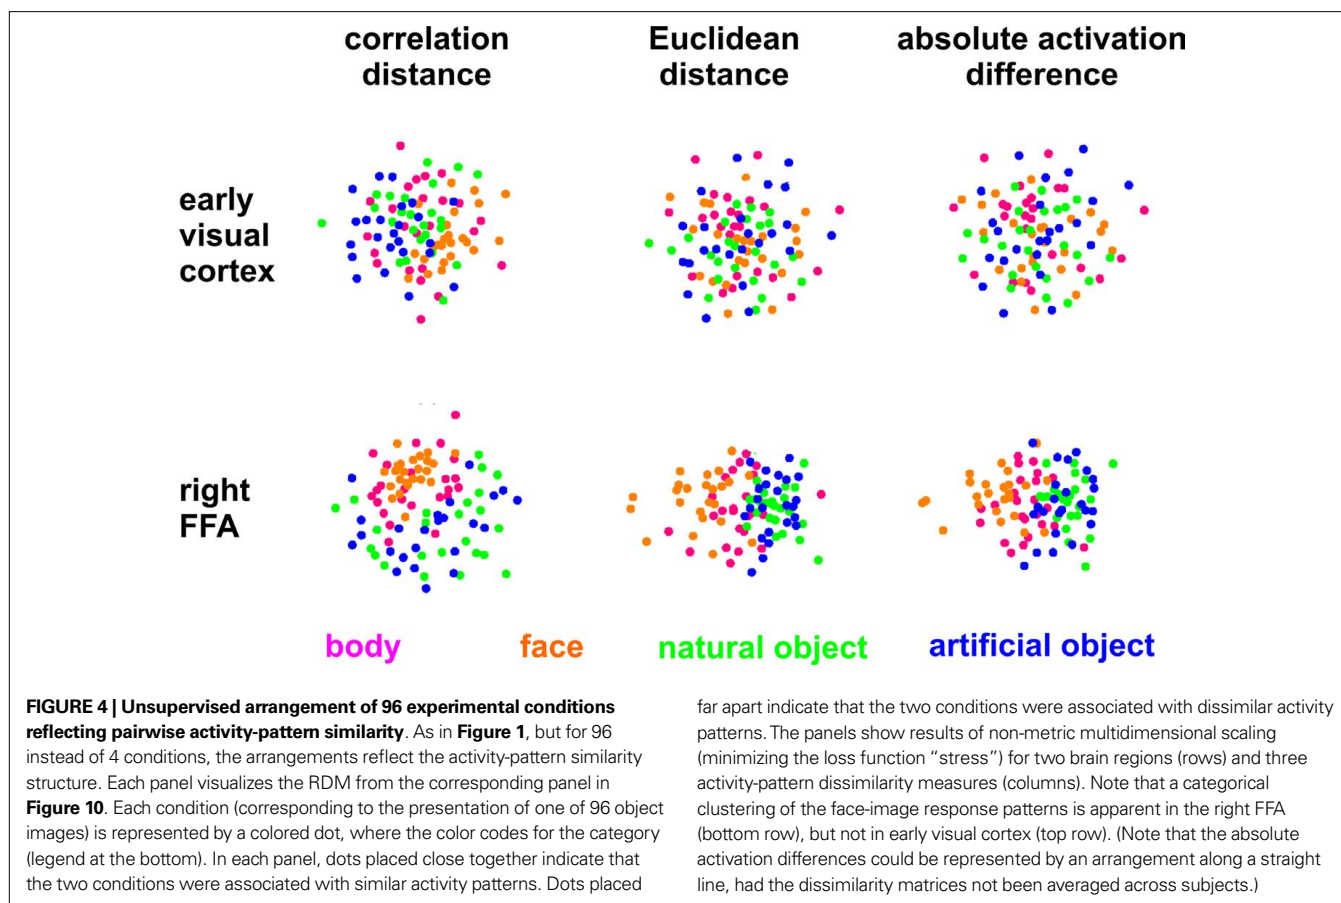 correlation
distance
Euclidean
distance
absolute activation
difference
early
visual
cortex
right
FFA
body
face
natural object
artificial object
FIGURE 4 | Unsupervised arrangement of 96 experimental conditions
reflecting pairwise activity-pattern similarity. As in Figure 1, but for 96
instead of 4 conditions, the arrangements reflect the activity-pattern similarity
structure. Each panel visualizes the RDM from the corresponding panel in
Figure 10. Each condition (corresponding to the presentation of one of 96 object
images) is represented by a colored dot, where the color codes for the category
(legend at the bottom). In each panel, dots placed close together indicate that
the two conditions were associated with similar activity patterns. Dots placed
far apart indicate that the two conditions were associated with dissimilar activity
patterns. The panels show results of non-metric multidimensional scaling
(minimizing the loss function “stress”) for two brain regions (rows) and three
activity-pattern dissimilarity measures (columns). Note that a categorical
clustering of the face-image response patterns is apparent in the right FFA
(bottom row), but not in early visual cortex (top row). (Note that the absolute
activation differences could be represented by an arrangement along a straight
line, had the dissimilarity matrices not been averaged across subjects.)